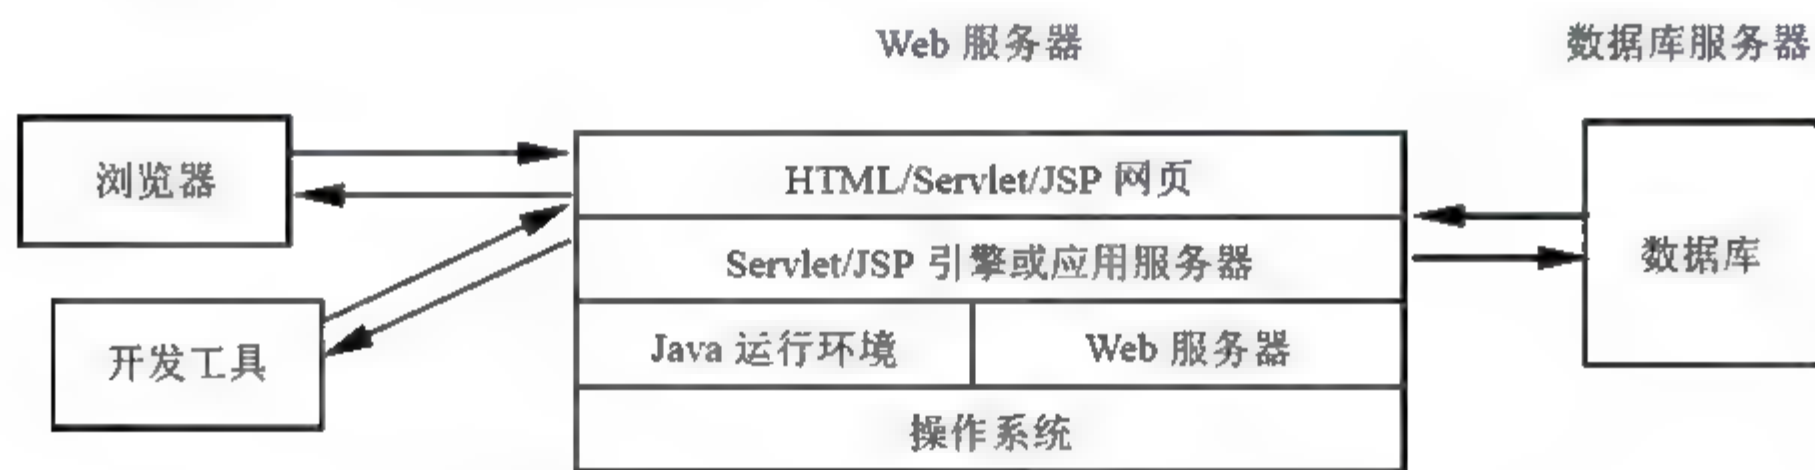 Web 服务器
数据库服务器
浏览器
HTML/Servlet/JSP 网页
Servlet/JSP 引擎或应用服务器
数据库
开发工具
Java 运行环境
Web 服务器
操作系统